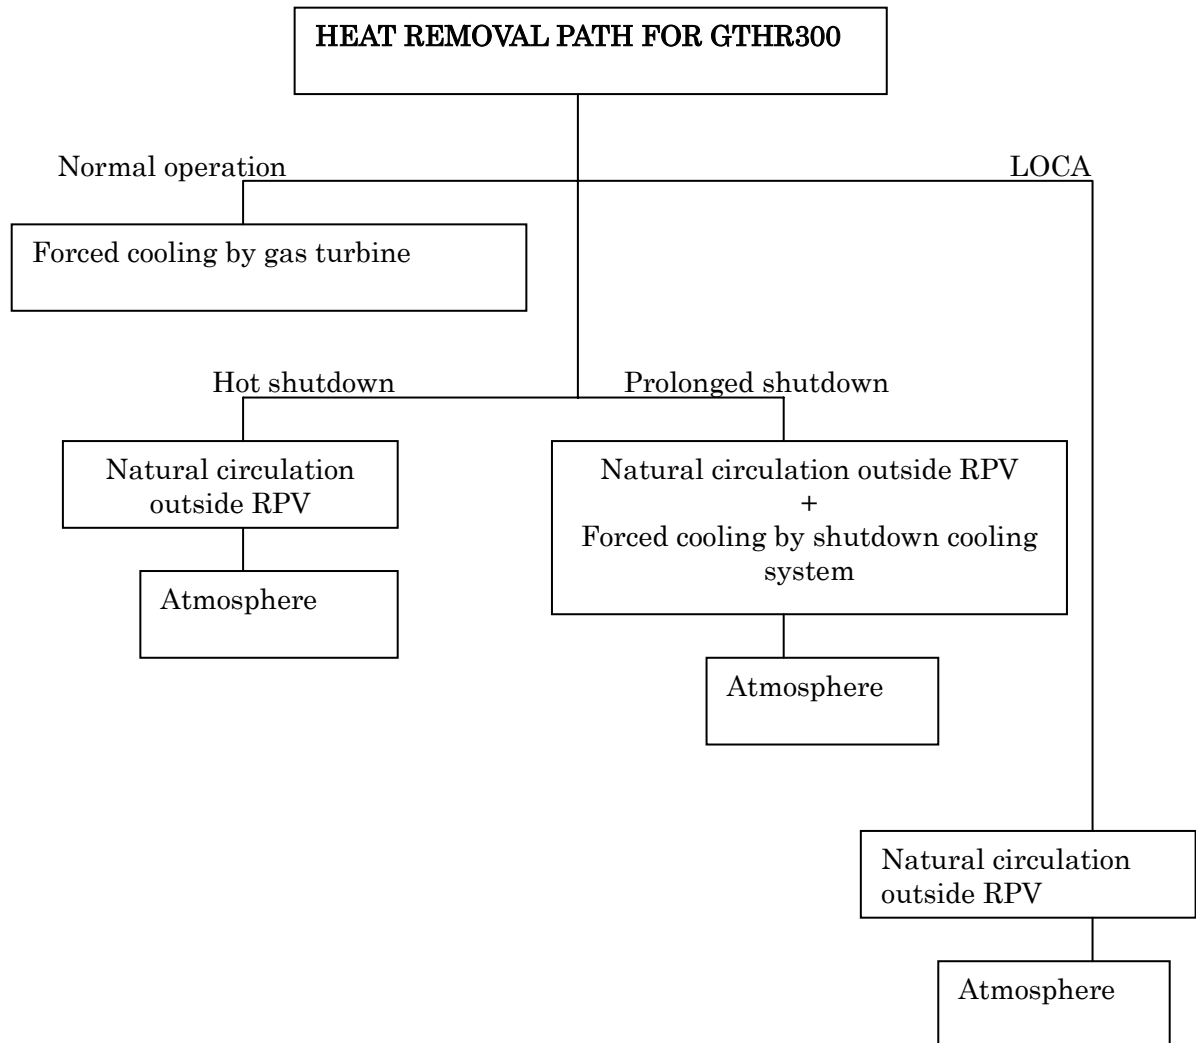 HEAT REMOVAL PATH FOR GTHR300
Normal operation
LOCA
Forced cooling by gas turbine
Hot shutdown
Prolonged shutdown
Natural circulation
outside RPV
Natural circulation outside RPV
+
Forced cooling by shutdown cooling
system
Atmosphere
Atmosphere
Natural circulation
outside RPV
Atmosphere